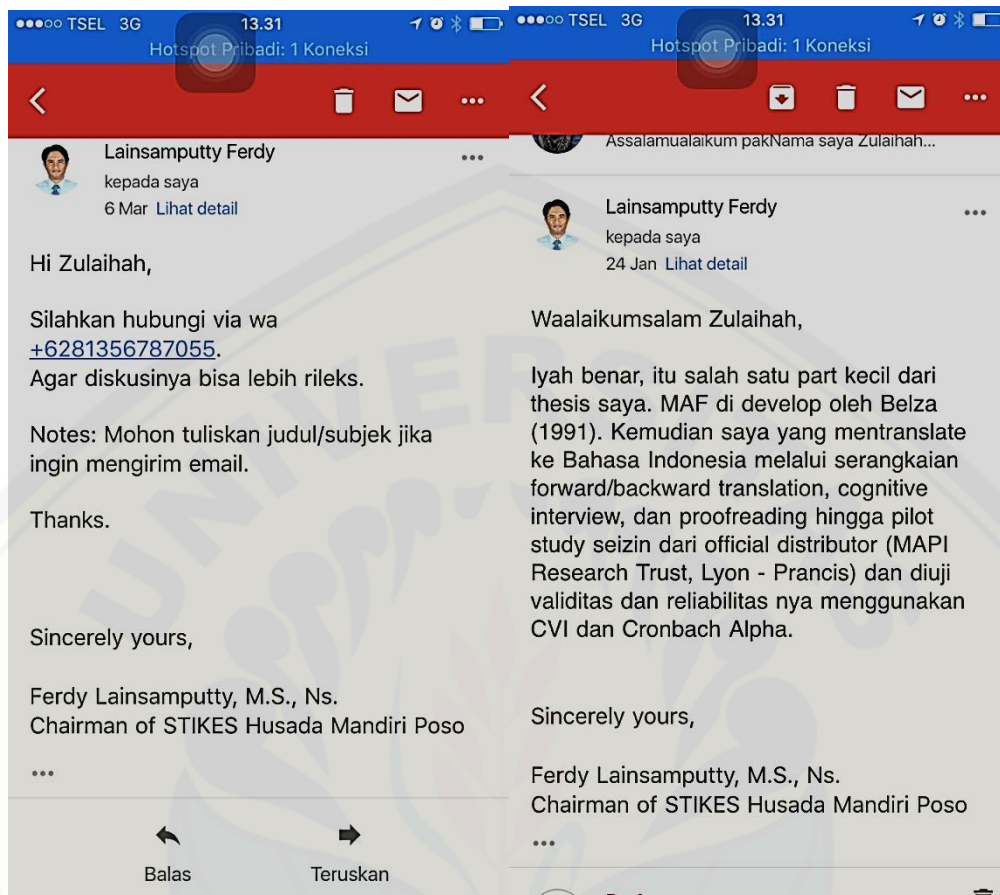 ●●●○○ TSEL 3G 13.31
Hotspot Pribadi: 1 Koneksi
Lainsamputty Ferdy
kepada saya
6 Mar Lihat detail
Hi Zulaihah,
Silahkan hubungi via wa
+6281356787055.
Agar diskusinya bisa lebih rileks.
Notes: Mohon tuliskan judul/subjek jika
ingin mengirim email.
Thanks.
Sincerely yours,
Ferdy Lainsamputty, M.S., Ns.
Chairman of STIKES Husada Mandiri Poso
Balas Teruskan
●●●○○ TSEL 3G 13.31
Hotspot Pribadi: 1 Koneksi
Assalamualaikum pakNama saya Zulaihah...
Lainsamputty Ferdy
kepada saya
24 Jan Lihat detail
Waalaikumsalam Zulaihah,
Iyah benar, itu salah satu part kecil dari
thesis saya. MAF di develop oleh Belza
(1991). Kemudian saya yang mentranslate
ke Bahasa Indonesia melalui serangkaian
forward/backward translation, cognitive
interview, dan proofreading hingga pilot
study seizin dari official distributor (MAPI
Research Trust, Lyon - Prancis) dan diuji
validitas dan reliabilitas nya menggunakan
CVI dan Cronbach Alpha.
Sincerely yours,
Ferdy Lainsamputty, M.S., Ns.
Chairman of STIKES Husada Mandiri Poso